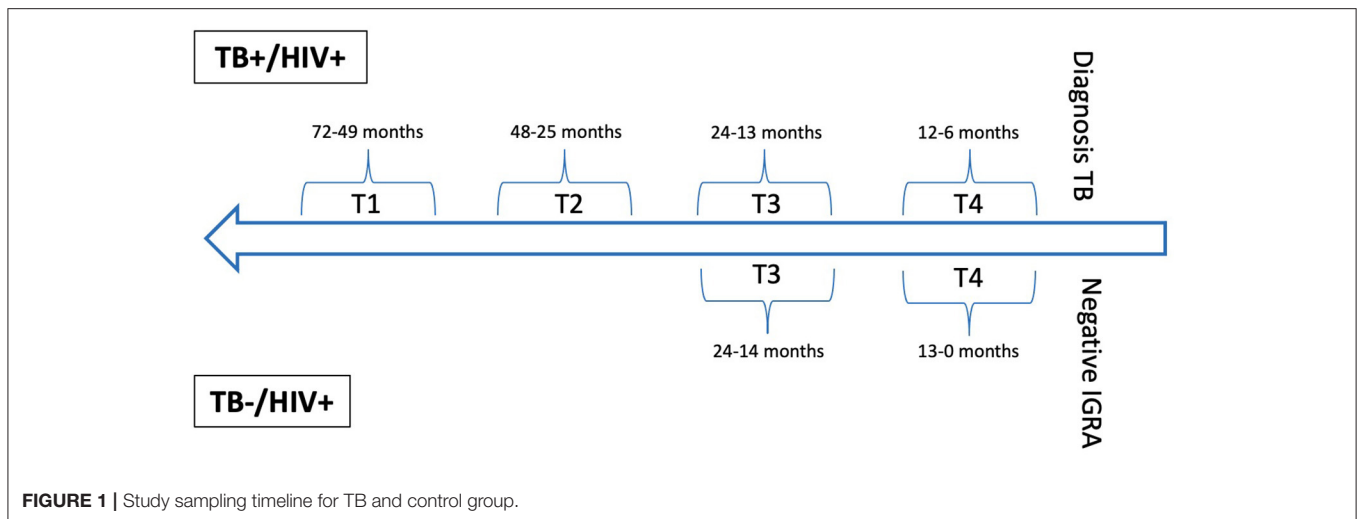 TB+/HIV+
Diagnosis TB
72-49 months
48-25 months
24-13 months
12-6 months
T1
T2
T3
T4
T3
T4
24-14 months
13-0 months
Negative IGRA
TB-/HIV+
FIGURE 1 | Study sampling timeline for TB and control group.